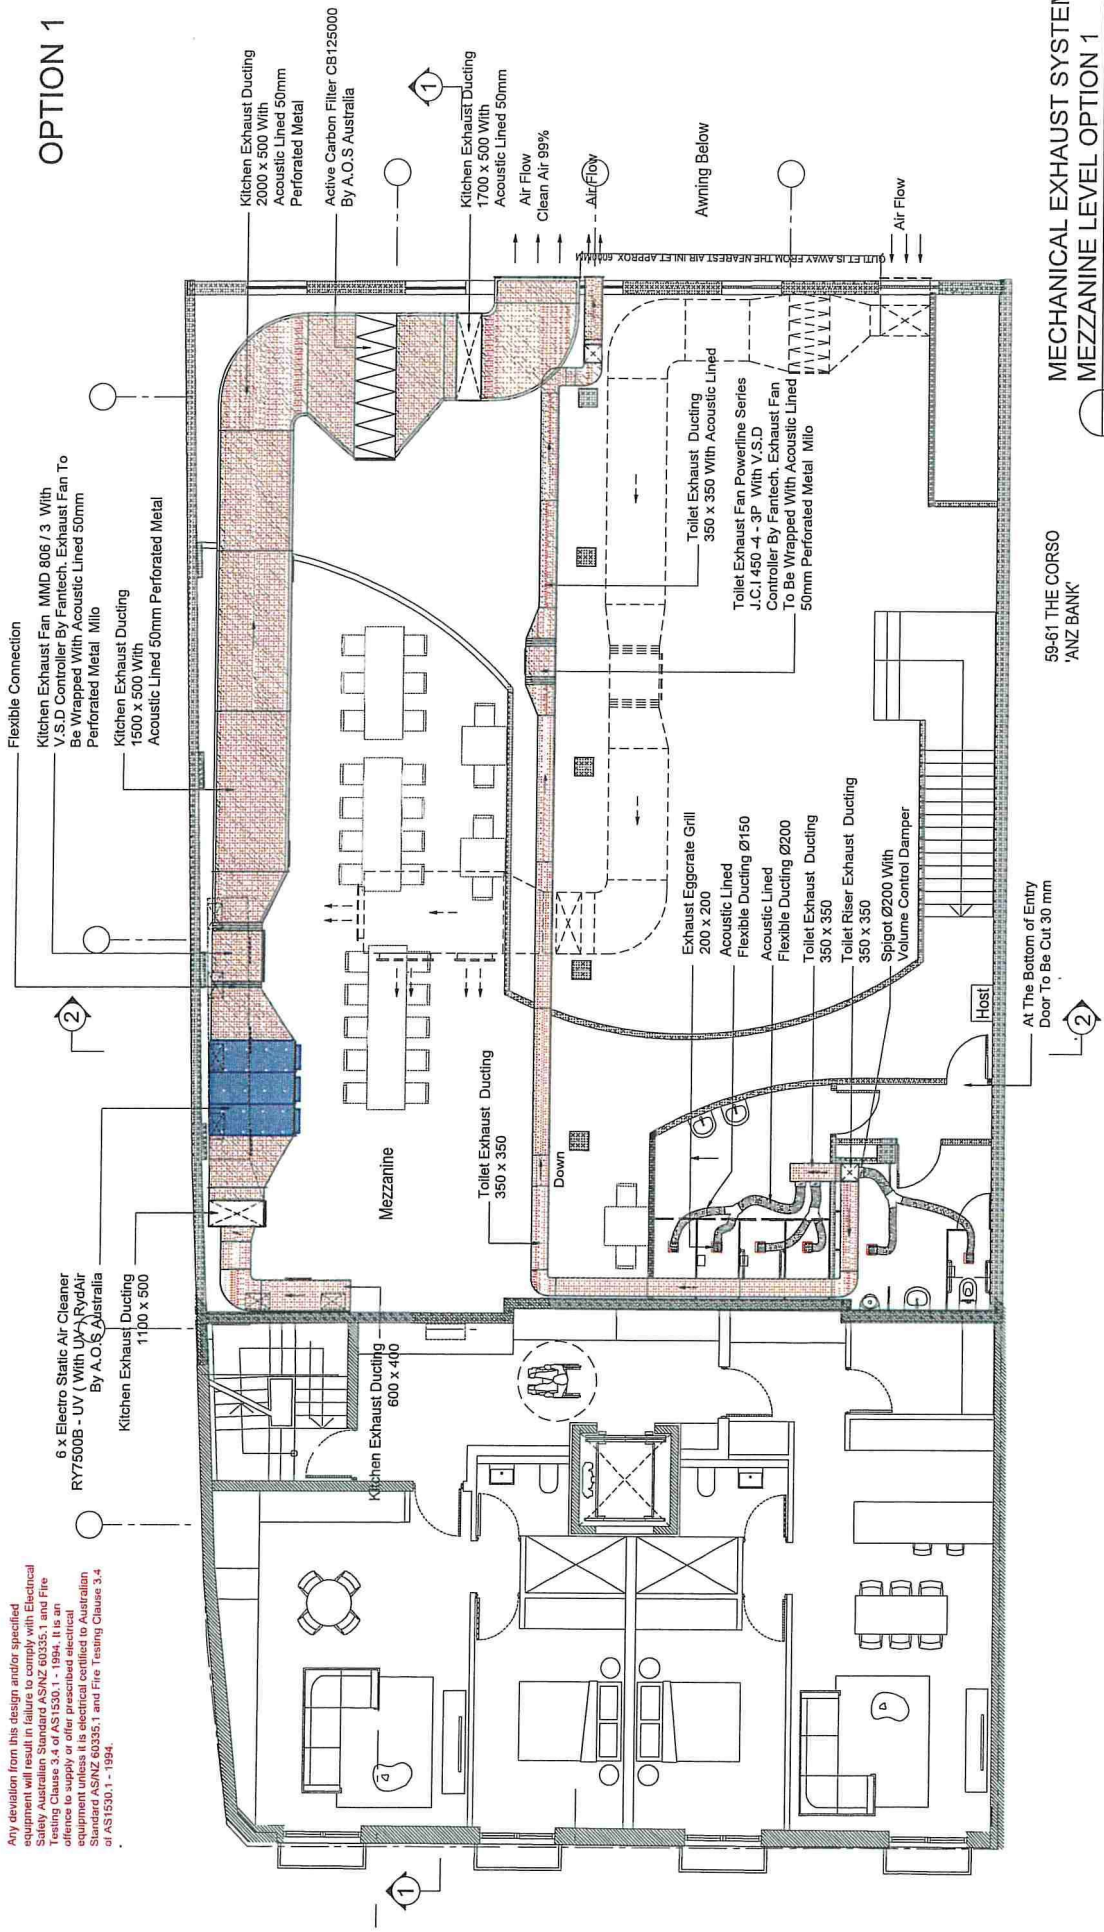 OPTION 1
Any deviation from this design and/or specified
equipment will result in failure to comply with Electrical
Safety Australian Standard AS/NZ 60335.1 and Fire
Testing Clause 3.4 of AS1530.1 - 1994. It is an
offence to supply or offer prescribed electrical
equipment unless it is electrical certified to Australian
Standard AS/NZ 60335.1 and Fire Testing Clause 3.4
of AS1530.1 - 1994.
6 x Electro Static Air Cleaner
RY7500B - UV ( With UV ) RydAir
By A.O.S Australia
Kitchen Exhaust Ducting
1100 x 500
Flexible Connection
Kitchen Exhaust Fan MMD 806 / 3 With
V.S.D Controller By Fantech. Exhaust Fan To
Be Wrapped With Acoustic Lined 50mm
Perforated Metal Milo
Kitchen Exhaust Ducting
1500 x 500 With
Acoustic Lined 50mm Perforated Metal
Kitchen Exhaust Ducting
2000 x 500 With
Acoustic Lined 50mm
Perforated Metal
Active Carbon Filter CB125000
By A.O.S Australia
1
Kitchen Exhaust Ducting
1700 x 500 With
Acoustic Lined 50mm
Air Flow
Clean Air 99%
Air Flow
Awning Below
OUTLET IS AWAY FROM THE NEAREST AIR INLET APPROX 6000MM
Air Flow
2
Kitchen Exhaust Ducting
600 x 400
Mezzanine
Toilet Exhaust Ducting
350 x 350
Down
Toilet Exhaust Ducting
350 x 350 With Acoustic Lined
Toilet Exhaust Fan Powerline Series
J.C.I 450-4 - 3P With V.S.D
Controller By Fantech. Exhaust Fan
To Be Wrapped With Acoustic Lined
50mm Perforated Metal Milo
Exhaust Eggcrate Grill
200 x 200
Acoustic Lined
Flexible Ducting Ø150
Acoustic Lined
Flexible Ducting Ø200
Toilet Exhaust Ducting
350 x 350
Toilet Riser Exhaust Ducting
350 x 350
Spigot Ø200 With
Volume Control Damper
Host
At The Bottom of Entry
Door To Be Cut 30 mm
2
1
59-61 THE CORSO
'ANZ BANK'
MECHANICAL EXHAUST SYSTEM
MEZZANINE LEVEL OPTION 1